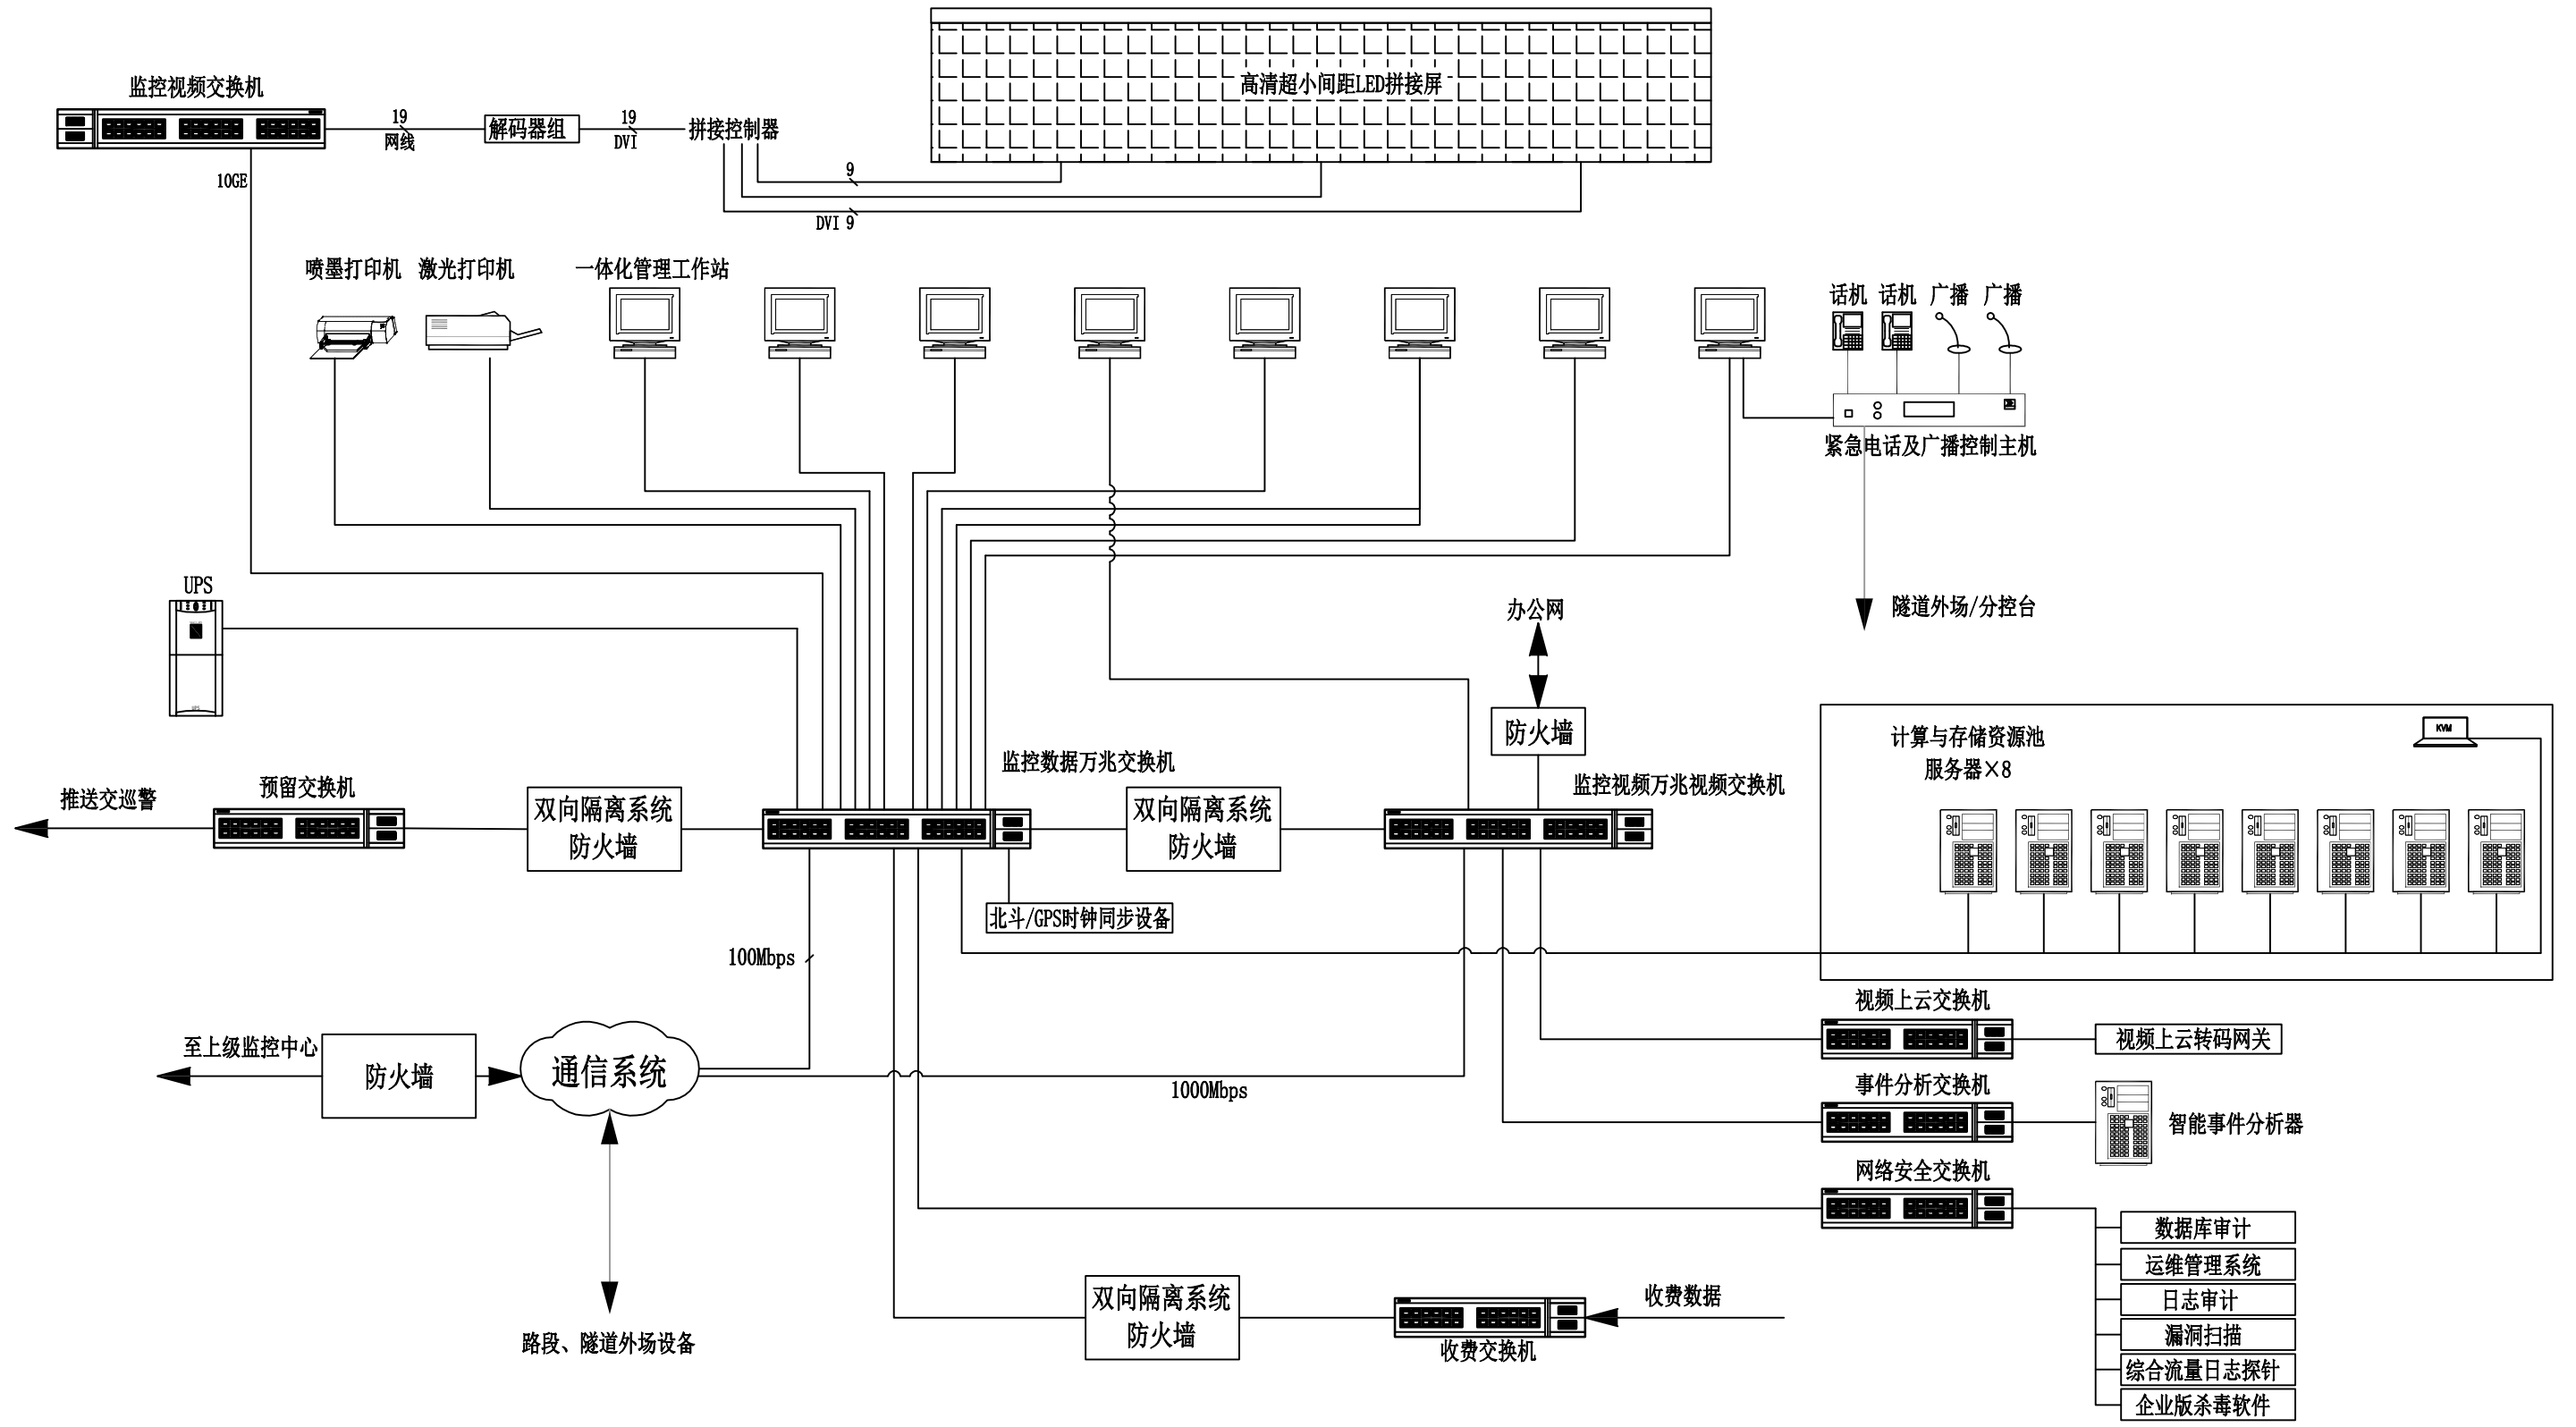 高清超小间距LED拼接屏
监控视频交换机
19
网线
解码器组
19
DVI
拼接控制器
10GE
9
DVI 9
喷墨打印机
激光打印机
一体化管理工作站
话机
话机
广播
广播
紧急电话及广播控制主机
隧道外场/分控台
UPS
UPS
办公网
防火墙
计算与存储资源池
服务器×8
KVM
监控数据万兆交换机
监控视频万兆视频交换机
推送交巡警
预留交换机
双向隔离系统
防火墙
双向隔离系统
防火墙
北斗/GPS时钟同步设备
100Mbps
至上级监控中心
防火墙
通信系统
1000Mbps
视频上云交换机
视频上云转码网关
事件分析交换机
智能事件分析器
网络安全交换机
数据库审计
运维管理系统
日志审计
漏洞扫描
综合流量日志探针
企业版杀毒软件
路段、隧道外场设备
双向隔离系统
防火墙
收费交换机
收费数据